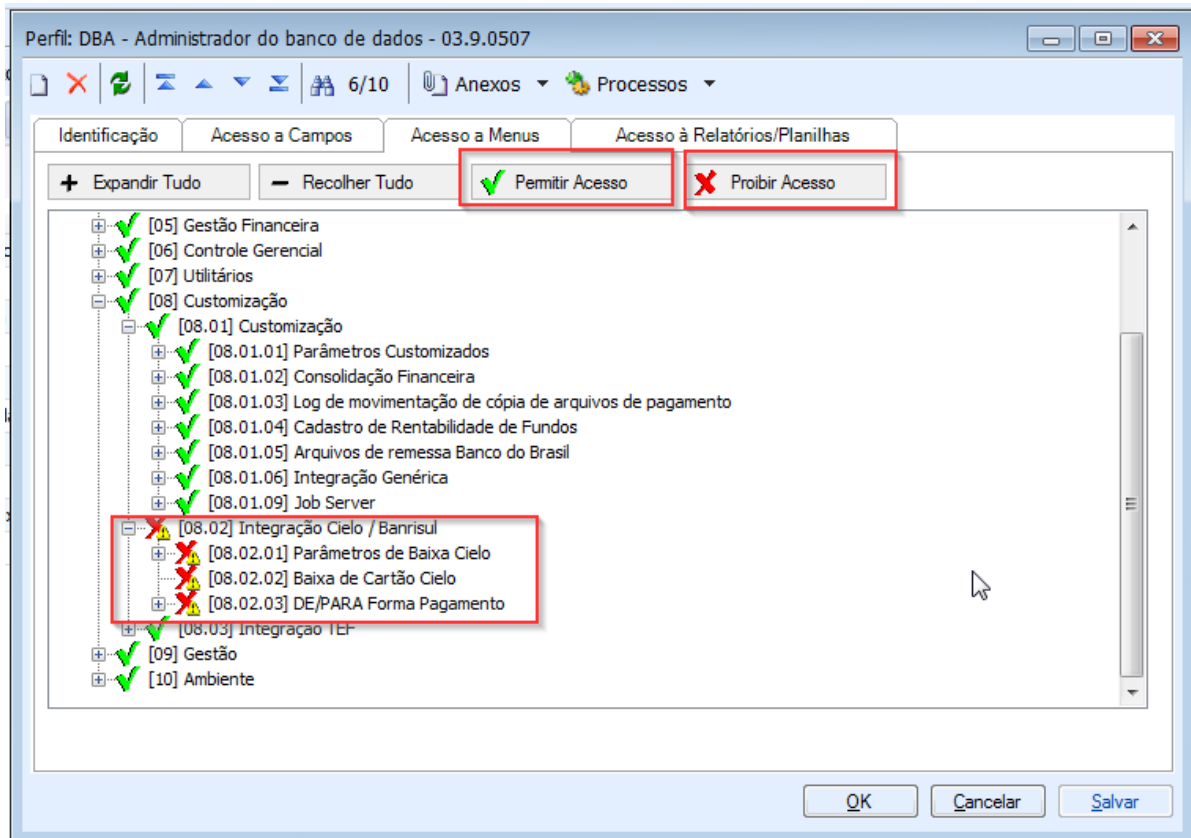 Perfil: DBA - Administrador do banco de dados - 03.9.0507
6/10 Anexos Processos
Identificação Acesso a Campos Acesso a Menus Acesso à Relatórios/Planilhas
Expandir Tudo Recolher Tudo Permitir Acesso Proibir Acesso
[05] Gestão Financeira
[06] Controle Gerencial
[07] Utilitários
[08] Customização
[08.01] Customização
[08.01.01] Parâmetros Customizados
[08.01.02] Consolidação Financeira
[08.01.03] Log de movimentação de cópia de arquivos de pagamento
[08.01.04] Cadastro de Rentabilidade de Fundos
[08.01.05] Arquivos de remessa Banco do Brasil
[08.01.06] Integração Genérica
[08.01.09] Job Server
[08.02] Integração Cielo / Banrisul
[08.02.01] Parâmetros de Baixa Cielo
[08.02.02] Baixa de Cartão Cielo
[08.02.03] DE/PARA Forma Pagamento
[08.03] Integração TEF
[09] Gestão
[10] Ambiente
OK Cancelar Salvar